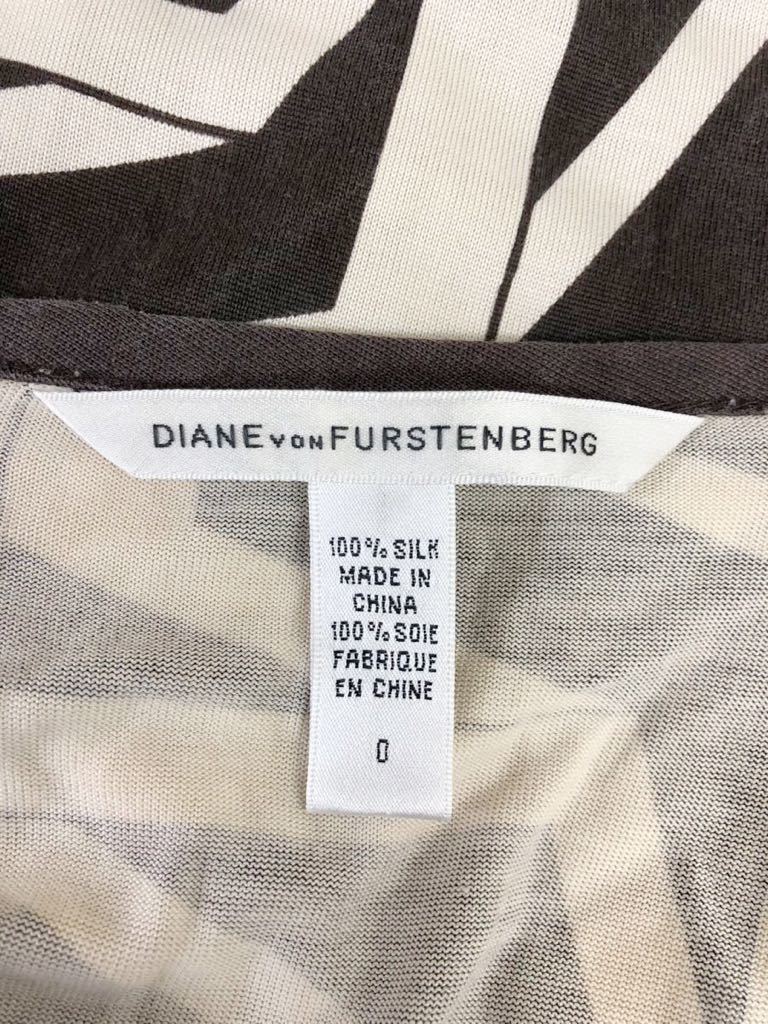 DIANE VON FURSTENBERG
100% SILK
MADE IN
CHINA
100% SOIE
FABRIQUE
EN CHINE
0